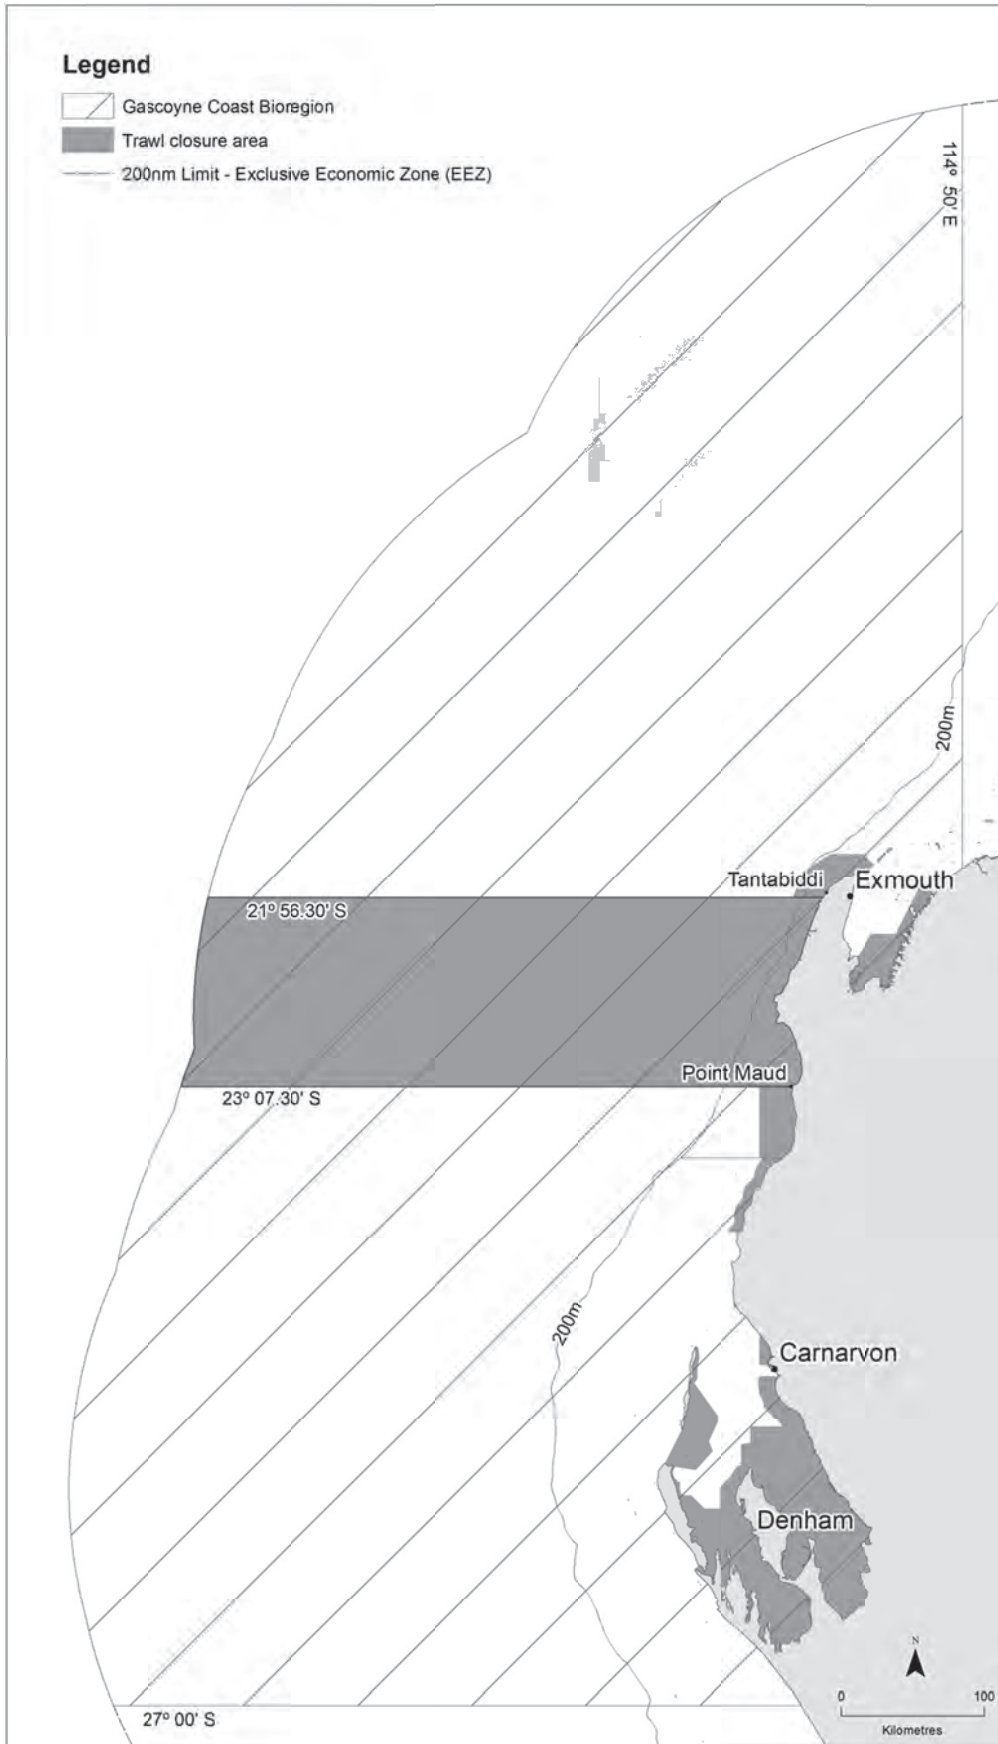 Legend
Gascoyne Coast Bioregion
Trawl closure area
200nm Limit - Exclusive Economic Zone (EEZ)
114° 50' E
200m
Tantabiddi
Exmouth
21° 56.30' S
Point Maud
23° 07.30' S
200m
Carnarvon
Denham
N
0 100
Kilometres
27° 00' S